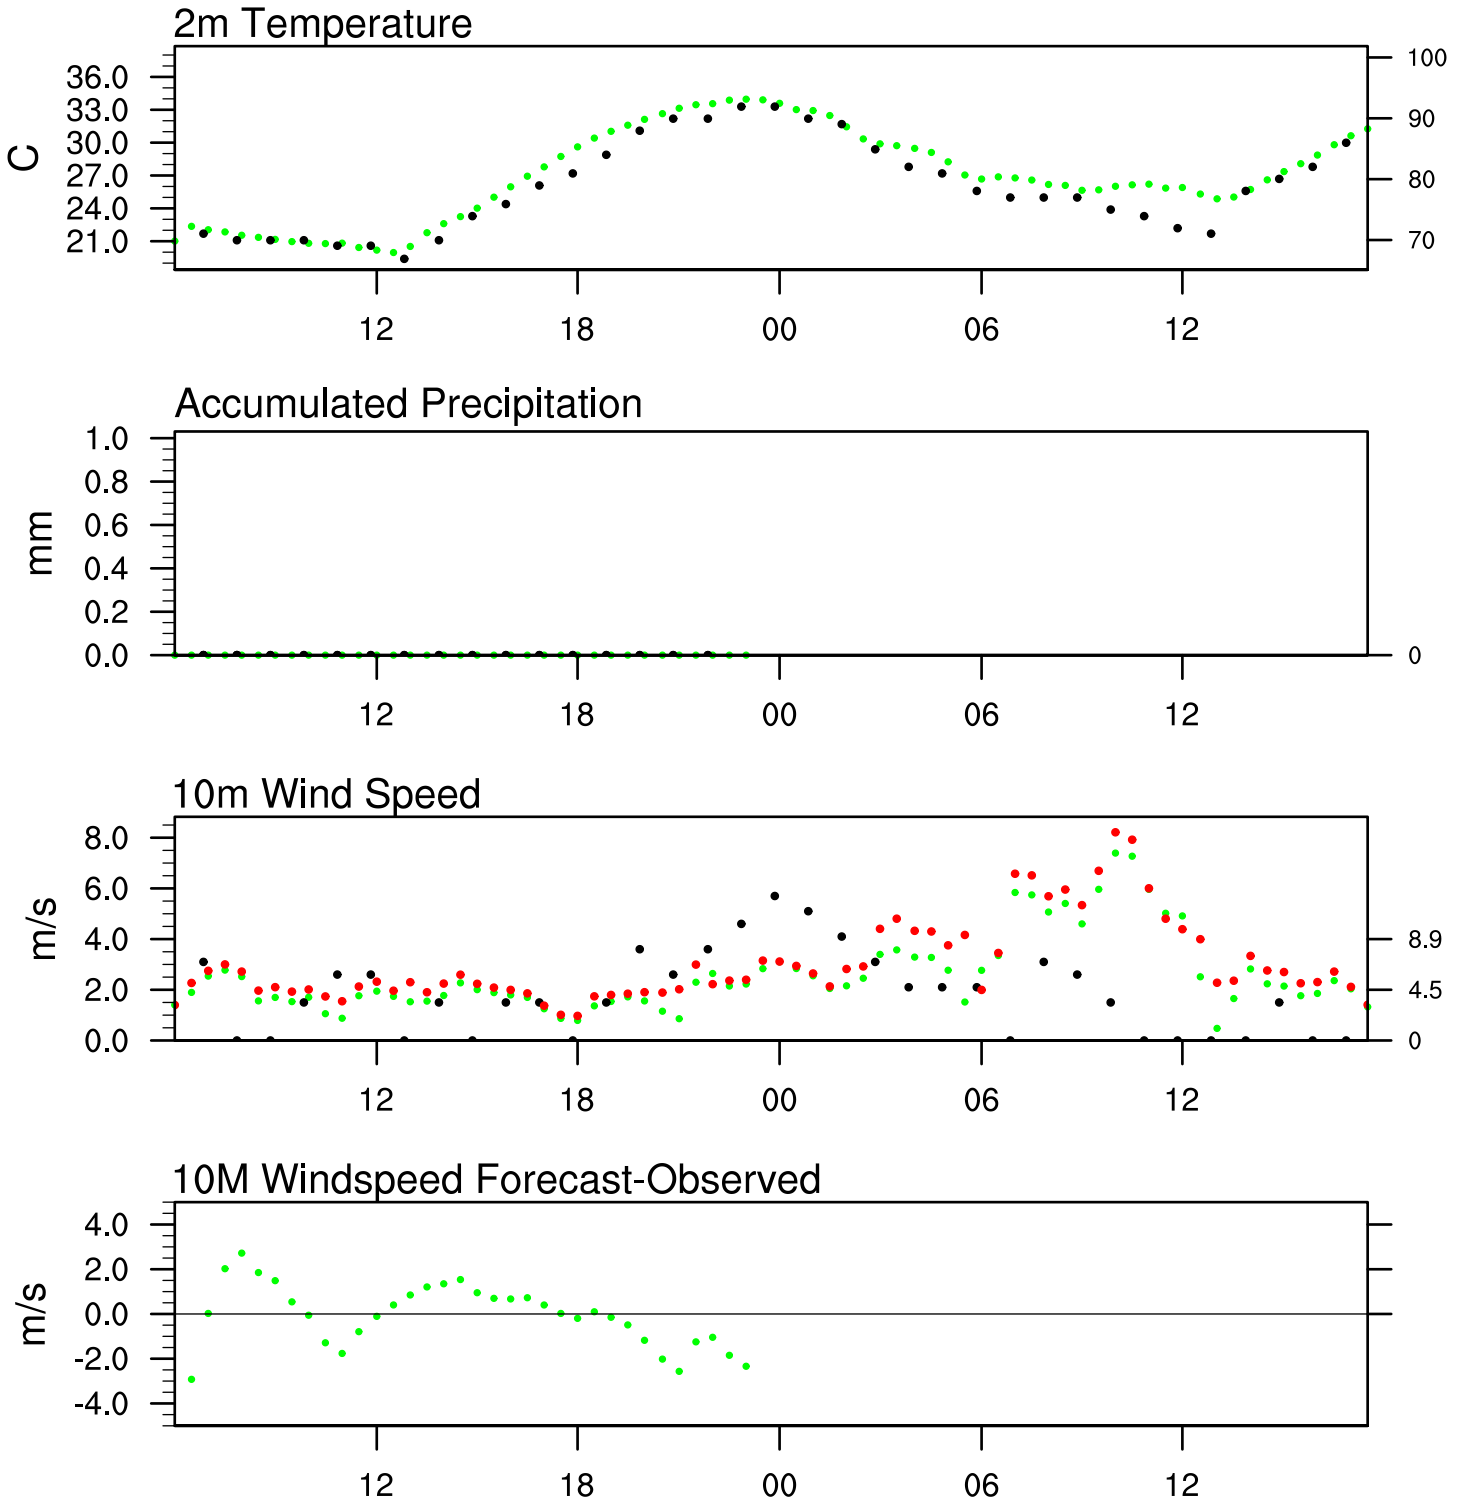 2m Temperature
C
36.0
33.0
30.0
27.0
24.0
21.0
100
90
80
70
12 18 00 06 12
Accumulated Precipitation
mm
1.0
0.8
0.6
0.4
0.2
0.0
0
12 18 00 06 12
10m Wind Speed
m/s
8.0
6.0
4.0
2.0
0.0
8.9
4.5
0
12 18 00 06 12
10M Windspeed Forecast-Observed
m/s
4.0
2.0
0.0
-2.0
-4.0
12 18 00 06 12